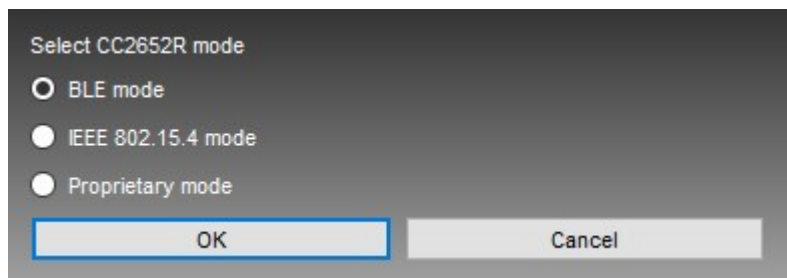 Select CC2652R mode
BLE mode
IEEE 802.15.4 mode
Proprietary mode
OK Cancel